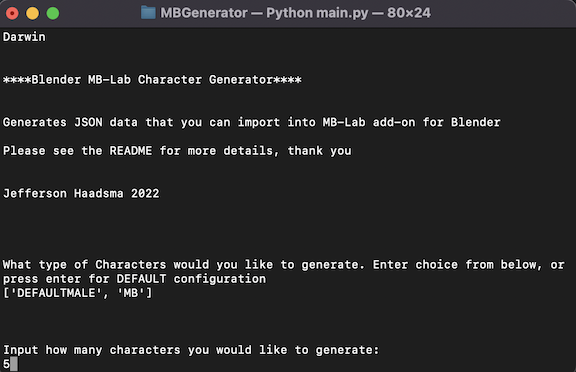 MBGenerator — Python main.py — 80×24
Darwin
****Blender MB-Lab Character Generator****
Generates JSON data that you can import into MB-Lab add-on for Blender
Please see the README for more details, thank you
Jefferson Haadsma 2022
What type of Characters would you like to generate. Enter choice from below, or
press enter for DEFAULT configuration
['DEFAULTMALE', 'MB']
Input how many characters you would like to generate:
5